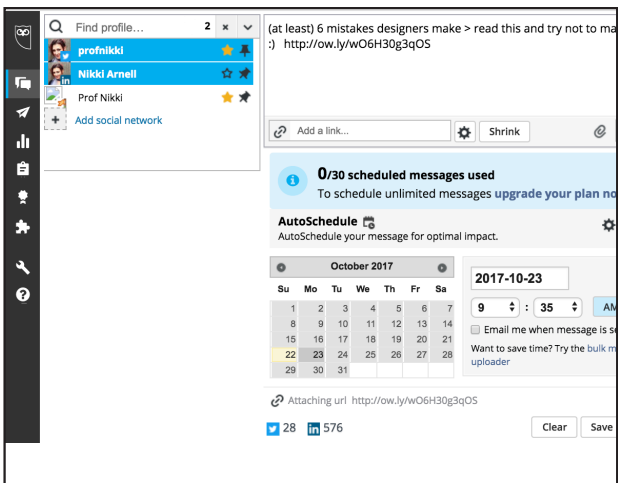 Find profile... 2 × 
profnikki
Nikki Arnell
Prof Nikki
Add social network
(at least) 6 mistakes designers make > read this and try not to ma
:) http://ow.ly/wO6H30g3qOS
Add a link... Shrink
0/30 scheduled messages used
To schedule unlimited messages upgrade your plan no
AutoSchedule
AutoSchedule your message for optimal impact.
October 2017
Su Mo Tu We Th Fr Sa
1 2 3 4 5 6 7
8 9 10 11 12 13 14
15 16 17 18 19 20 21
22 23 24 25 26 27 28
29 30 31
2017-10-23
9 : 35 AM
Email me when message is se
Want to save time? Try the bulk m
uploader
Attaching url http://ow.ly/wO6H30g3qOS
28 in 576
Clear Save